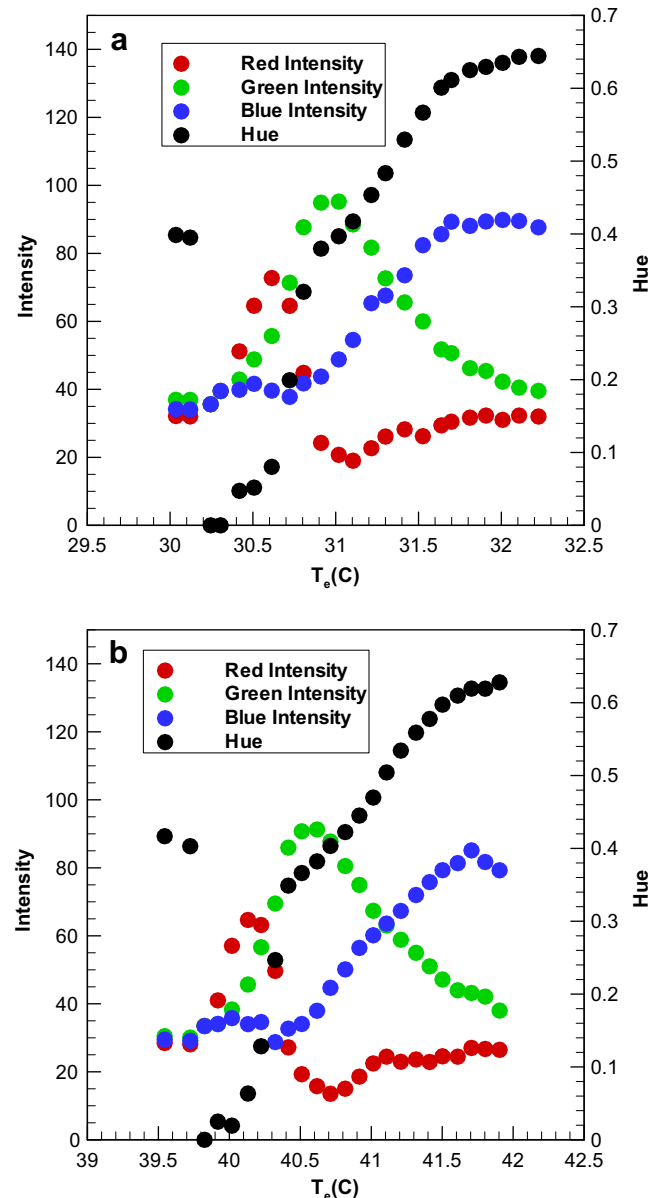 a
Red Intensity
Green Intensity
Blue Intensity
Hue
140
120
100
80
60
40
20
0
Intensity
0.7
0.6
0.5
0.4
0.3
0.2
0.1
0
Hue
29.5 30 30.5 31 31.5 32 32.5
T_e(C)
b
Red Intensity
Green Intensity
Blue Intensity
Hue
140
120
100
80
60
40
20
0
Intensity
0.7
0.6
0.5
0.4
0.3
0.2
0.1
0
Hue
39 39.5 40 40.5 41 41.5 42 42.5
T_e(C)